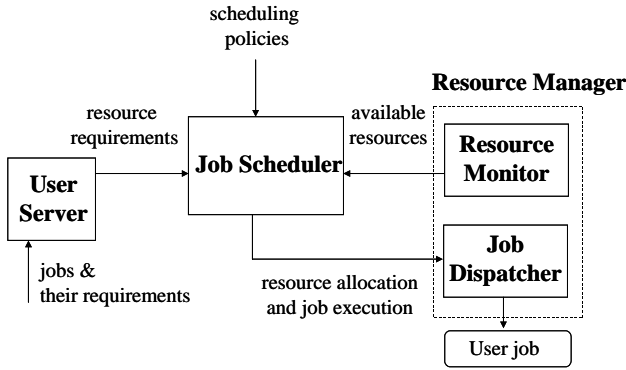 scheduling
policies
Resource Manager
resource
requirements
available
resources
Job Scheduler
Resource
Monitor
User
Server
Job
Dispatcher
jobs &
their requirements
resource allocation
and job execution
User job